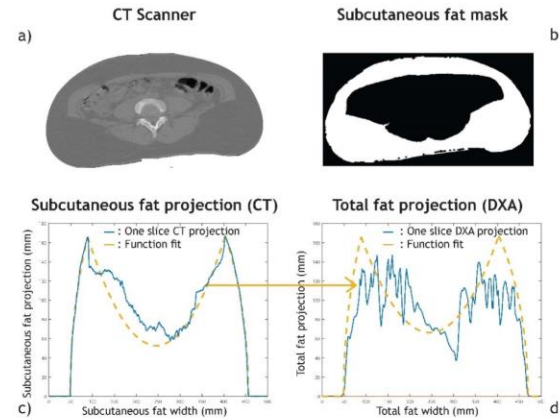 CT Scanner
Subcutaneous fat mask
a)
b
Subcutaneous fat projection (CT)
Total fat projection (DXA)
: One slice CT projection
: Function fit
: One slice DXA projection
: Function fit
Subcutaneous fat projection (mm)
Total fat projection (mm)
Subcutaneous fat width (mm)
Total fat width (mm)
c)
d